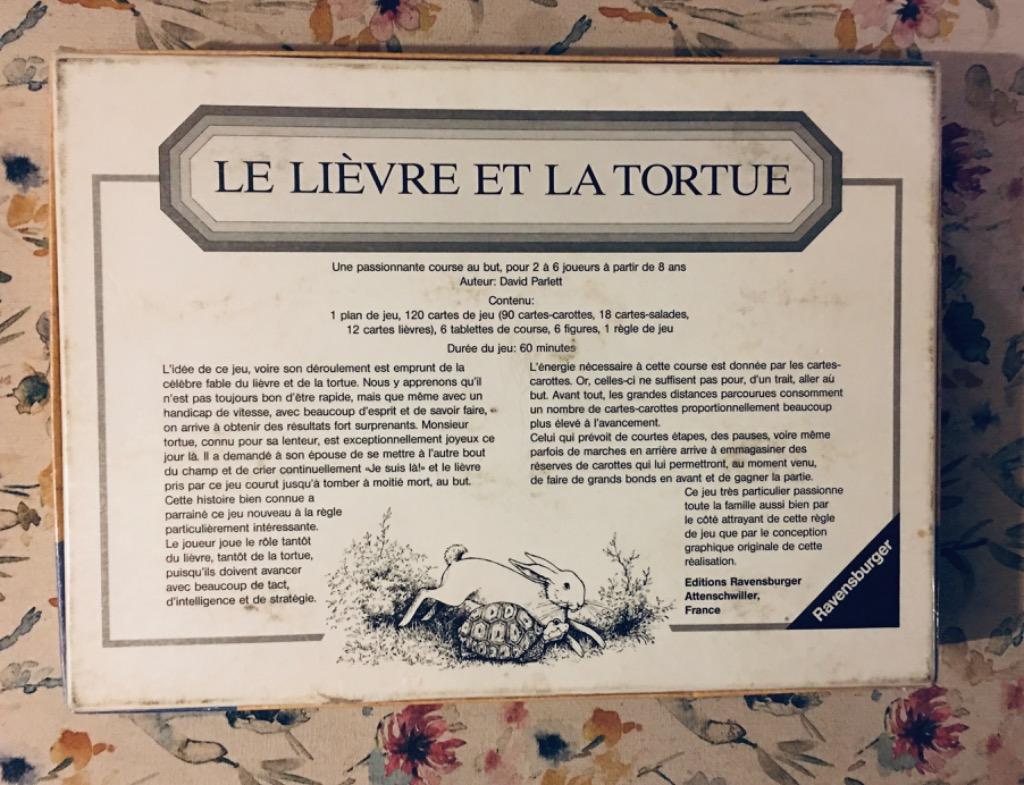 LE LIÈVRE ET LA TORTUE
Une passionnante course au but, pour 2 à 6 joueurs à partir de 8 ans
Auteur: David Parlett
Contenu:
1 plan de jeu, 120 cartes de jeu (90 cartes-carottes, 18 cartes-salades,
12 cartes lièvres), 6 tablettes de course, 6 figures, 1 règle de jeu
Durée du jeu: 60 minutes
L'idée de ce jeu, voire son déroulement est emprunt de la
célèbre fable du lièvre et de la tortue. Nous y apprenons qu'il
n'est pas toujours bon d'être rapide, mais que même avec un
handicap de vitesse, avec beaucoup d'esprit et de savoir faire,
on arrive à obtenir des résultats fort surprenants. Monsieur
tortue, connu pour sa lenteur, est exceptionnellement joyeux ce
jour là. Il a demandé à son épouse de se mettre à l'autre bout
du champ et de crier continuellement «Je suis là!» et le lièvre
pris par ce jeu courut jusqu'à tomber à moitié mort, au but.
Cette histoire bien connue a
parrainé ce jeu nouveau à la règle
particulièrement intéressante.
Le joueur joue le rôle tantôt
du lièvre, tantôt de la tortue,
puisqu'ils doivent avancer
avec beaucoup de tact,
d'intelligence et de stratégie.
L'énergie nécessaire à cette course est donnée par les cartes-
carottes. Or, celles-ci ne suffisent pas pour, d'un trait, aller au
but. Avant tout, les grandes distances parcourues consomment
un nombre de cartes-carottes proportionnellement beaucoup
plus élevé à l'avancement.
Celui qui prévoit de courtes étapes, des pauses, voire même
parfois de marches en arrière arrive à emmagasiner des
réserves de carottes qui lui permettront, au moment venu,
de faire de grands bonds en avant et de gagner la partie.
Ce jeu très particulier passionne
toute la famille aussi bien par
le côté attrayant de cette règle
de jeu que par le conception
graphique originale de cette
réalisation.
Editions Ravensburger
Attenschwiller,
France
Ravensburger